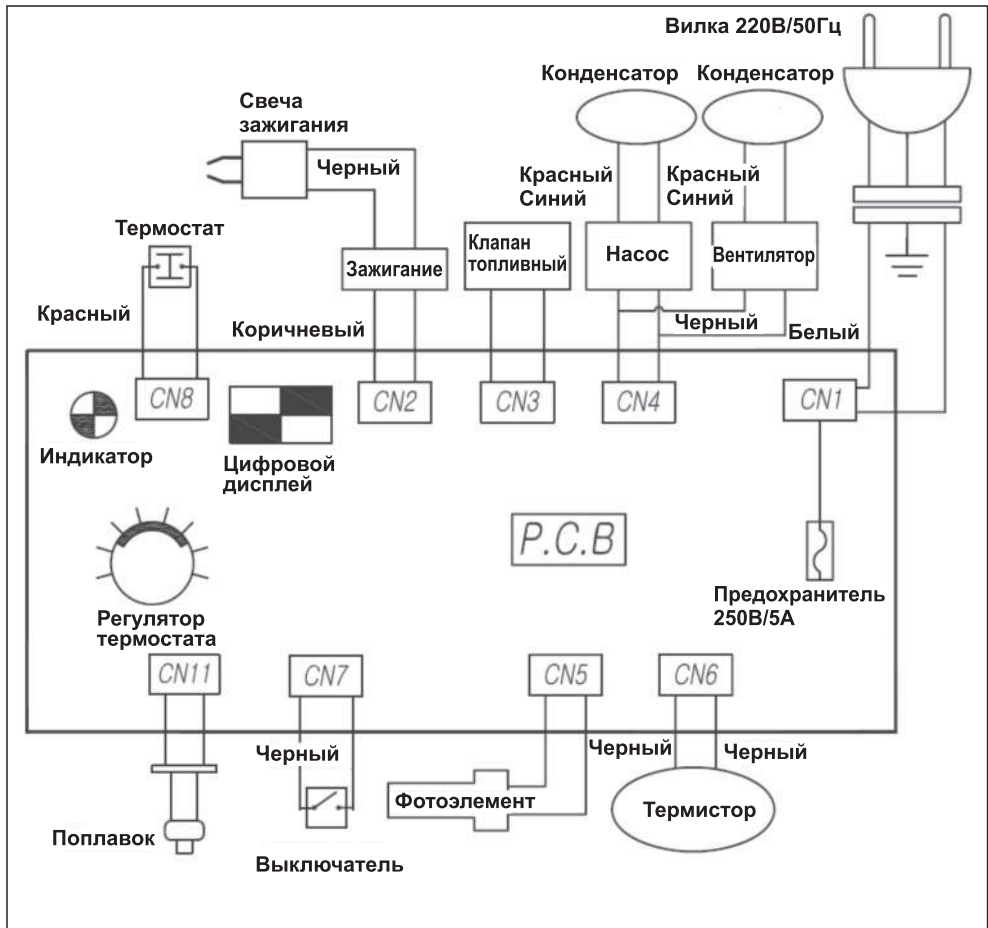 Вилка 220В/50Гц
Конденсатор
Конденсатор
Свеча
зажигания
Черный
Красный
Синий
Красный
Синий
Термостат
Клапан
топливный
Насос
Вентилятор
Зажигание
Красный
Коричневый
Черный
Белый
CN8
CN2
CN3
CN4
CN1
Индикатор
Цифровой
дисплей
P.C.B
Регулятор
термостата
Предохранитель
250В/5А
CN11
CN7
CN5
CN6
Черный
Черный
Черный
Фотоэлемент
Термистор
Поплавок
Выключатель